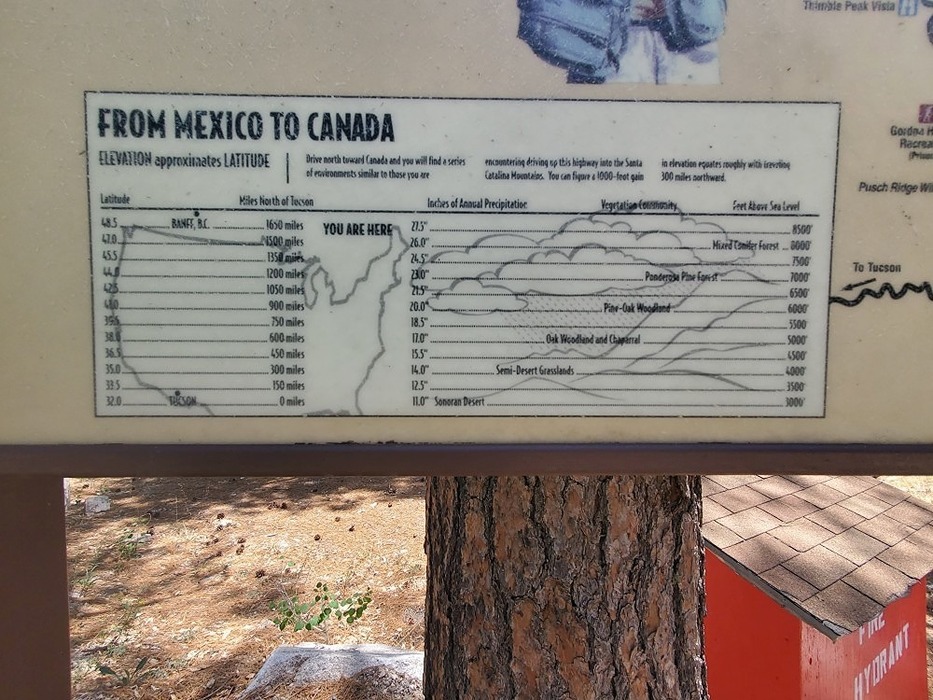 Thimble Peak Vista
FROM MEXICO TO CANADA
ELEVATION approximates LATITUDE
Drive north toward Canada and you will find a series
of environments similar to those you are
encountering driving up this highway into the Santa
Catalina Mountains. You can figure a 1000-foot gain
in elevation equates roughly with traveling
300 miles northward.
Latitude Miles North of Tucson Inches of Annual Precipitation Vegetation Community Feet Above Sea Level
48.5 BANFF, B.C. 1650 miles YOU ARE HERE 27.5" 8500'
47.0 1500 miles 26.0" Mixed Conifer Forest 8000'
45.5 1350 miles 24.5" 7500'
44.0 1200 miles 23.0" Ponderosa Pine Forest 7000'
42.5 1050 miles 21.5" 6500'
41.0 900 miles 20.0" Pine-Oak Woodland 6000'
39.5 750 miles 18.5" 5500'
38.0 600 miles 17.0" Oak Woodland and Chaparral 5000'
36.5 450 miles 15.5" 4500'
35.0 300 miles 14.0" Semi-Desert Grasslands 4000'
33.5 150 miles 12.5" 3500'
32.0 TUCSON 0 miles 11.0" Sonoran Desert 3000'
Gordon H
Recrea
(Prison
Pusch Ridge Wil
To Tucson
FIRE
HYDRANT